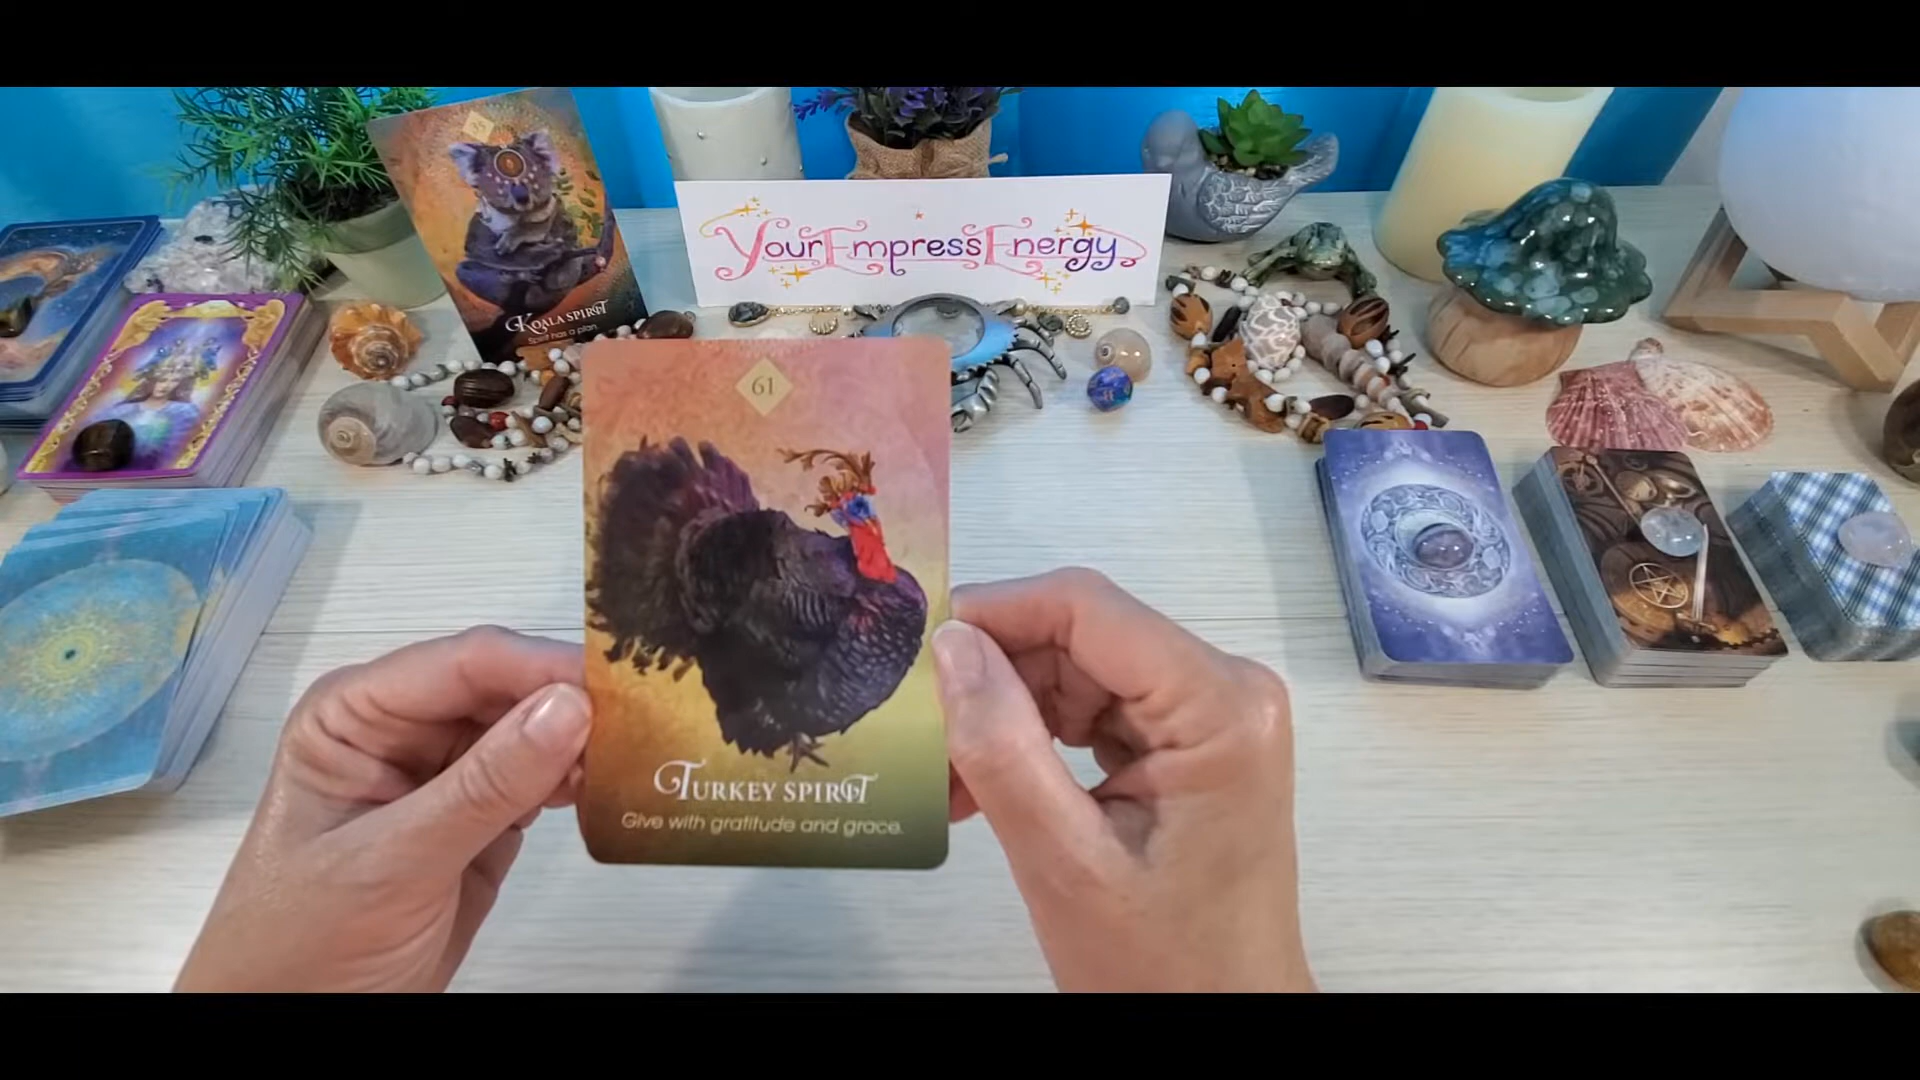 YourEmpressEnergy
KOALA SPIRIT
Spirit has a plan.
61
TURKEY SPIRIT
Give with gratitude and grace.